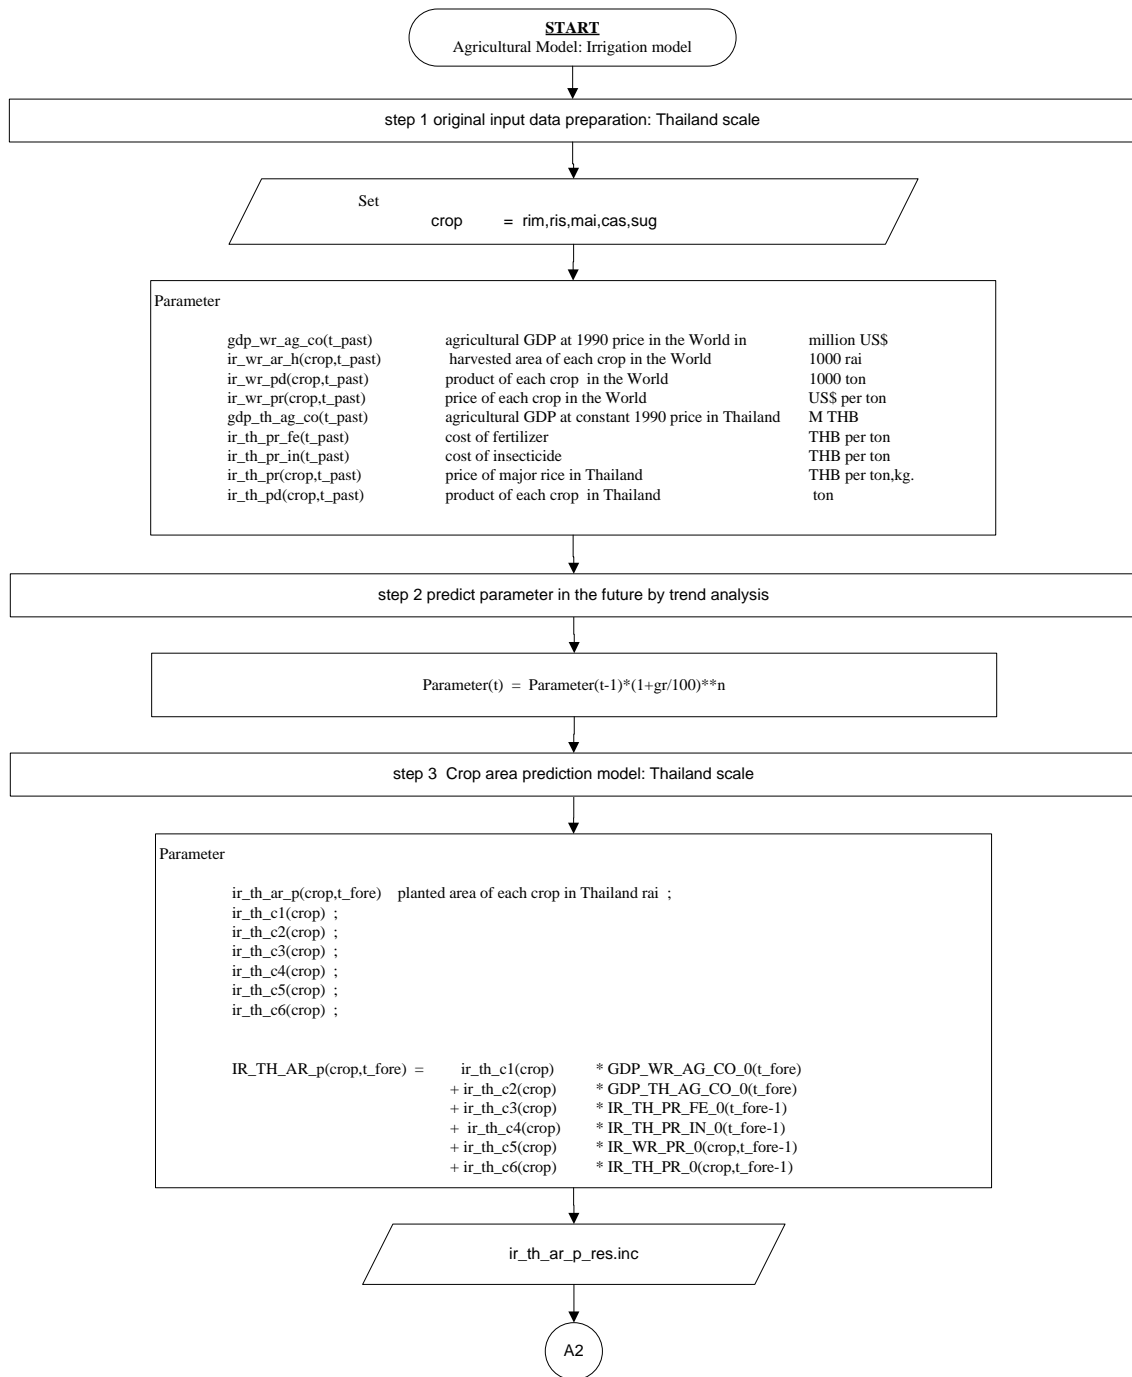 START
Agricultural Model: Irrigation model
step 1 original input data preparation: Thailand scale
Set
crop = rim,ris,mai,cas,sug
Parameter
gdp_wr_ag_co(t_past) agricultural GDP at 1990 price in the World in million US$
ir_wr_ar_h(crop,t_past) harvested area of each crop in the World 1000 rai
ir_wr_pd(crop,t_past) product of each crop in the World 1000 ton
ir_wr_pr(crop,t_past) price of each crop in the World US$ per ton
gdp_th_ag_co(t_past) agricultural GDP at constant 1990 price in Thailand M THB
ir_th_pr_fe(t_past) cost of fertilizer THB per ton
ir_th_pr_in(t_past) cost of insecticide THB per ton
ir_th_pr(crop,t_past) price of major rice in Thailand THB per ton,kg.
ir_th_pd(crop,t_past) product of each crop in Thailand ton
step 2 predict parameter in the future by trend analysis
Parameter(t) = Parameter(t-1)*(1+gr/100)**n
step 3 Crop area prediction model: Thailand scale
Parameter
ir_th_ar_p(crop,t_fore) planted area of each crop in Thailand rai ;
ir_th_c1(crop) ;
ir_th_c2(crop) ;
ir_th_c3(crop) ;
ir_th_c4(crop) ;
ir_th_c5(crop) ;
ir_th_c6(crop) ;
IR_TH_AR_p(crop,t_fore) = ir_th_c1(crop) * GDP_WR_AG_CO_0(t_fore)
+ ir_th_c2(crop) * GDP_TH_AG_CO_0(t_fore)
+ ir_th_c3(crop) * IR_TH_PR_FE_0(t_fore-1)
+ ir_th_c4(crop) * IR_TH_PR_IN_0(t_fore-1)
+ ir_th_c5(crop) * IR_WR_PR_0(crop,t_fore-1)
+ ir_th_c6(crop) * IR_TH_PR_0(crop,t_fore-1)
ir_th_ar_p_res.inc
A2